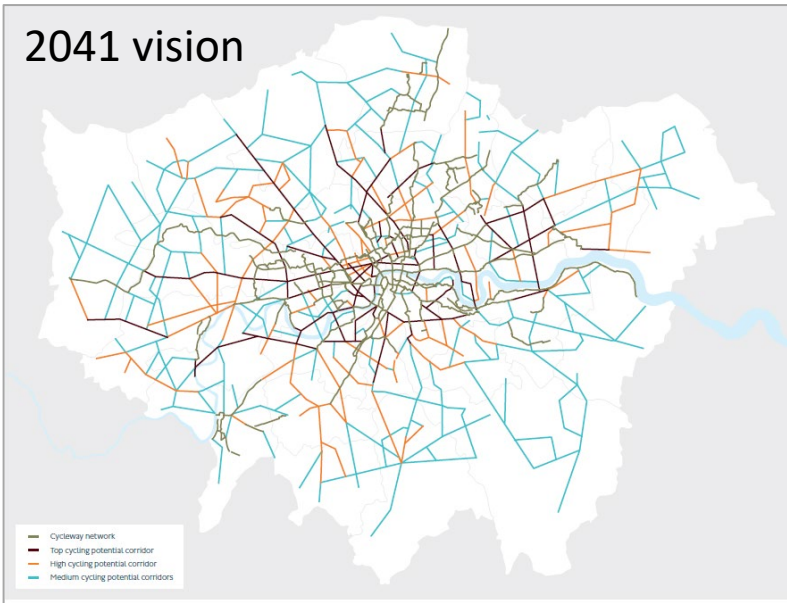 2041 vision
Cycleway network
Top cycling potential corridor
High cycling potential corridor
Medium cycling potential corridors